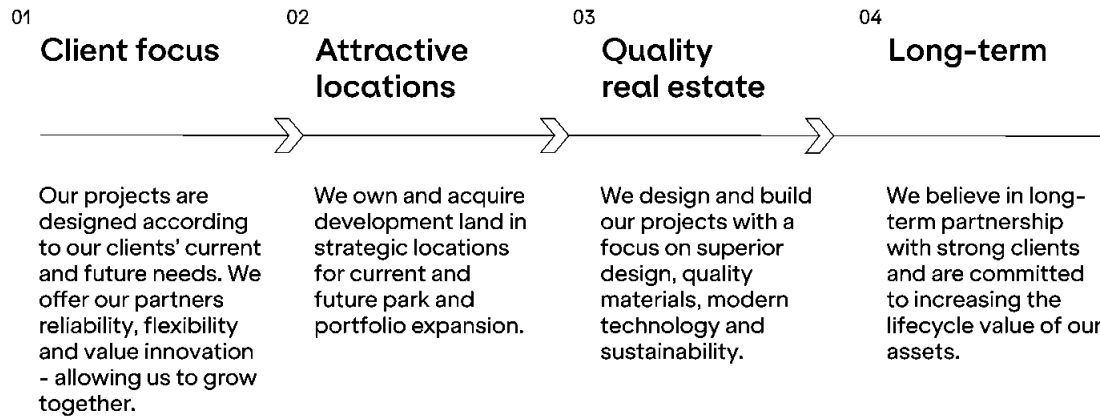 01
Client focus
Our projects are
designed according
to our clients' current
and future needs. We
offer our partners
reliability, flexibility
and value innovation
- allowing us to grow
together.
02
Attractive
locations
We own and acquire
development land in
strategic locations
for current and
future park and
portfolio expansion.
03
Quality
real estate
We design and build
our projects with a
focus on superior
design, quality
materials, modern
technology and
sustainability.
04
Long-term
We believe in long-
term partnership
with strong clients
and are committed
to increasing the
lifecycle value of our
assets.